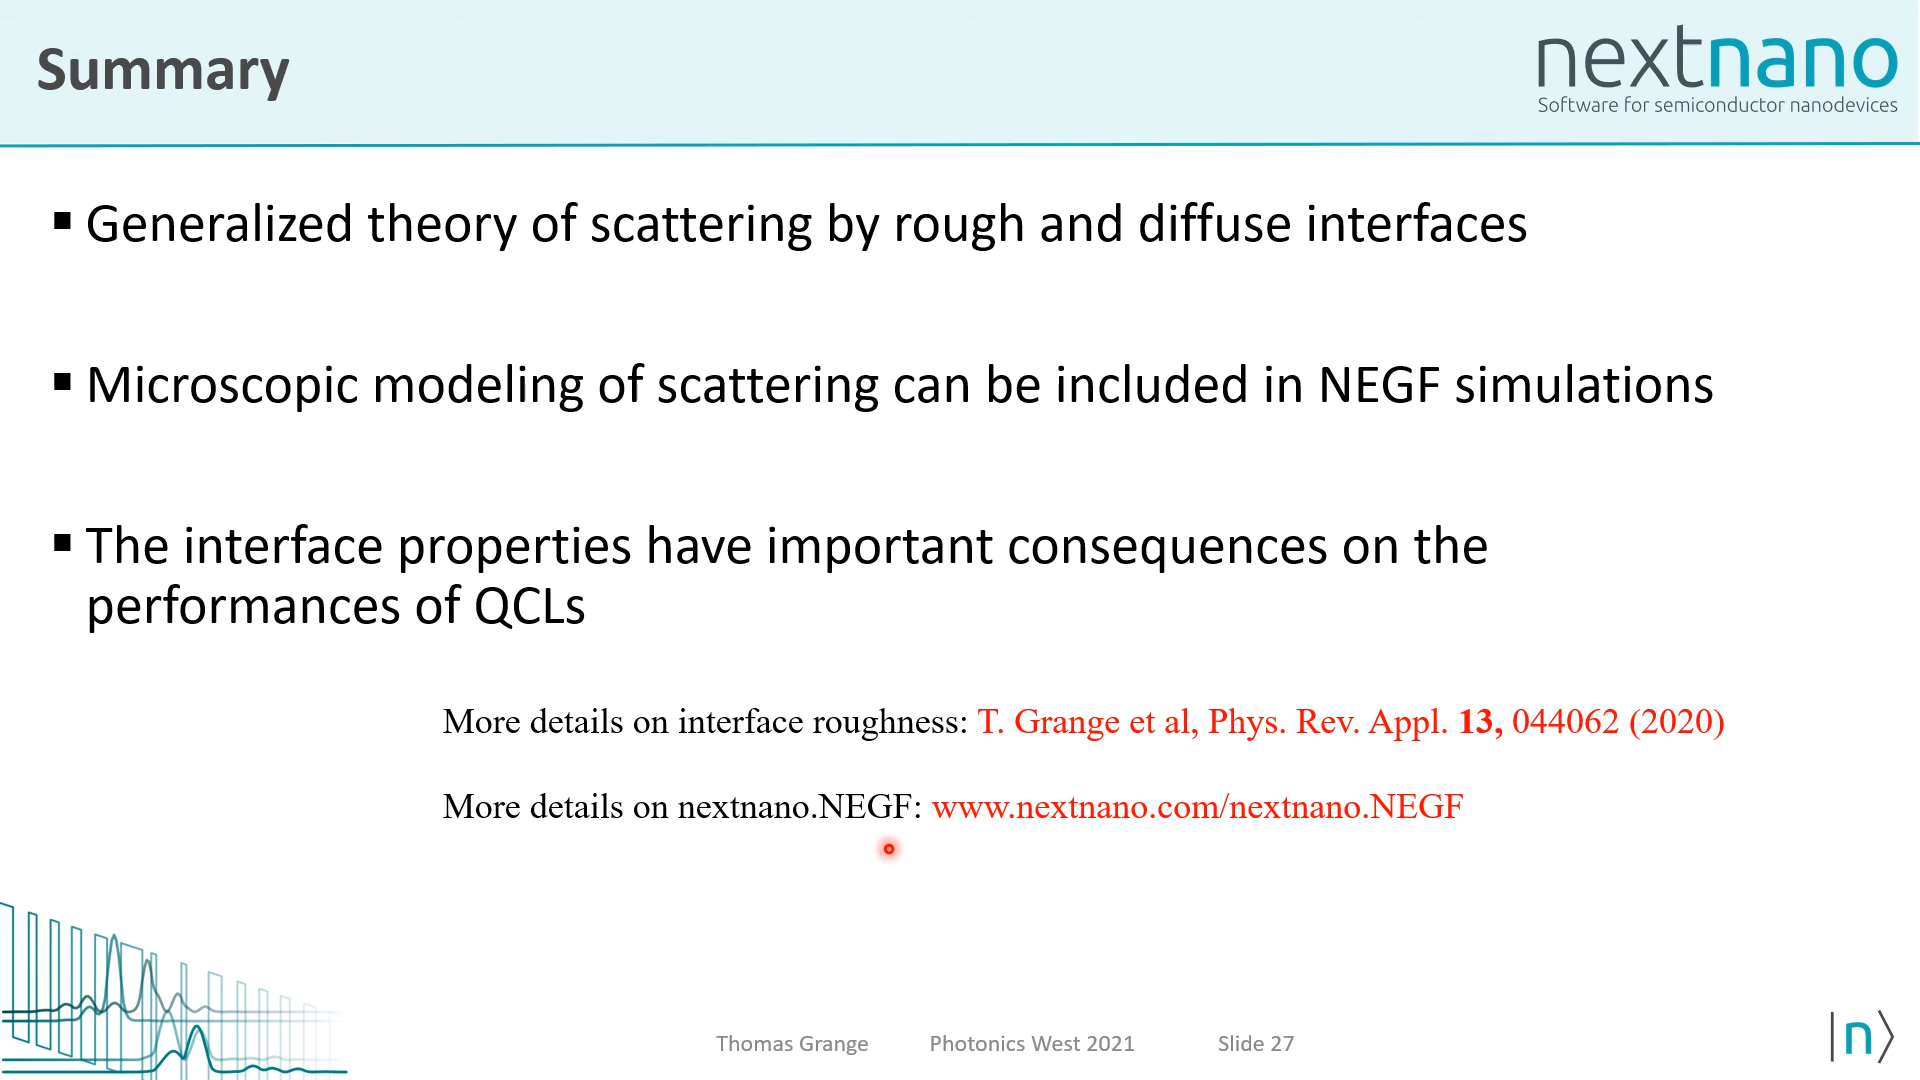 Summary
nextnano
Software for semiconductor nanodevices
▪ Generalized theory of scattering by rough and diffuse interfaces
▪ Microscopic modeling of scattering can be included in NEGF simulations
▪ The interface properties have important consequences on the
performances of QCLs
More details on interface roughness: T. Grange et al, Phys. Rev. Appl. 13, 044062 (2020)
More details on nextnano.NEGF: www.nextnano.com/nextnano.NEGF
Thomas Grange Photonics West 2021 Slide 27
|n⟩